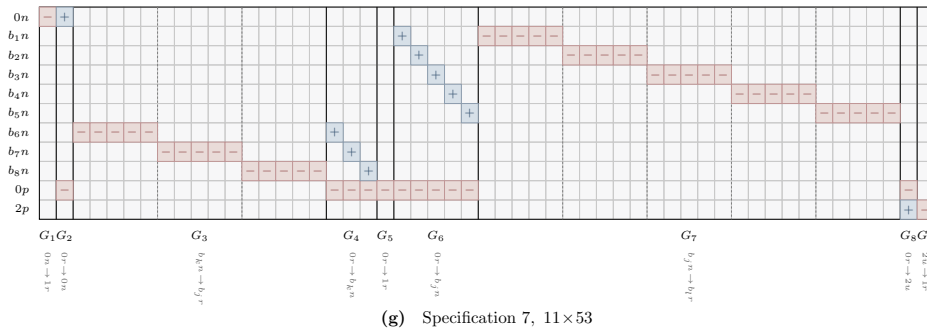 0n − +
b₁n + − − − − −
b₂n + − − − − −
b₃n + − − − − −
b₄n + − − − − −
b₅n + − − − − −
b₆n − − − − − +
b₇n − − − − − +
b₈n − − − − − +
0p − − − − − − − − − − −
2p + −
G₁ G₂ G₃ G₄ G₅ G₆ G₇ G₈ G
0n→1r
0r→0n
bₖn→bⱼr
0r→bₖn
0r→1r
0r→bⱼn
bⱼn→bₗr
0r→2u
2u→1r
(g) Specification 7, 11×53